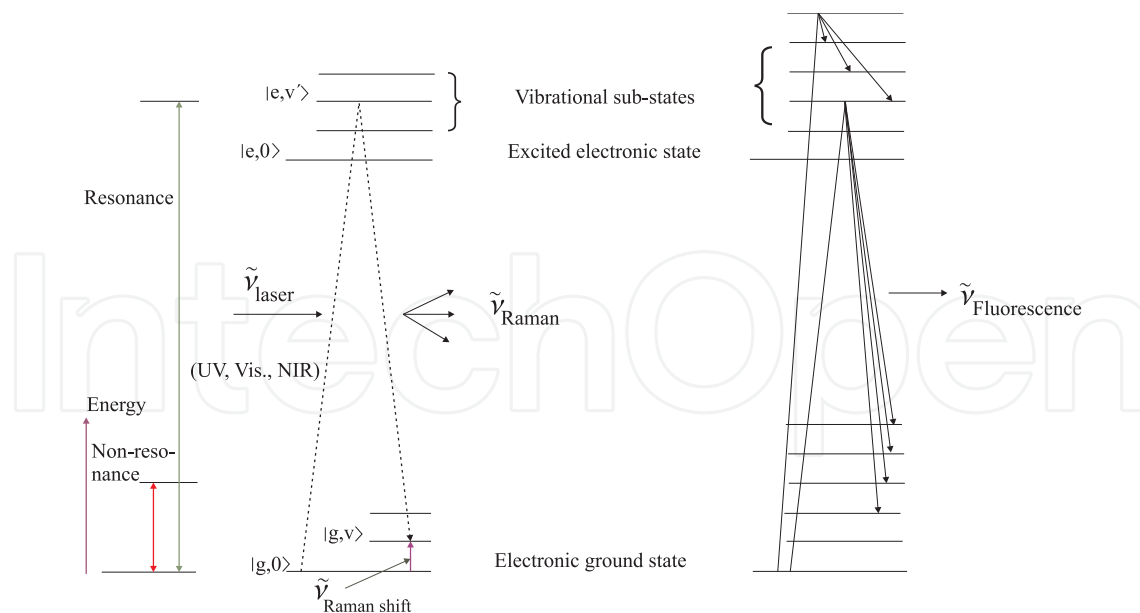 |e,v′⟩
Vibrational sub-states
|e,0⟩
Excited electronic state
Resonance
ν̃laser
ν̃Raman
ν̃Fluorescence
(UV, Vis., NIR)
Energy
Non-reso-
nance
|g,v⟩
|g,0⟩
Electronic ground state
ν̃Raman shift
IntechOpen